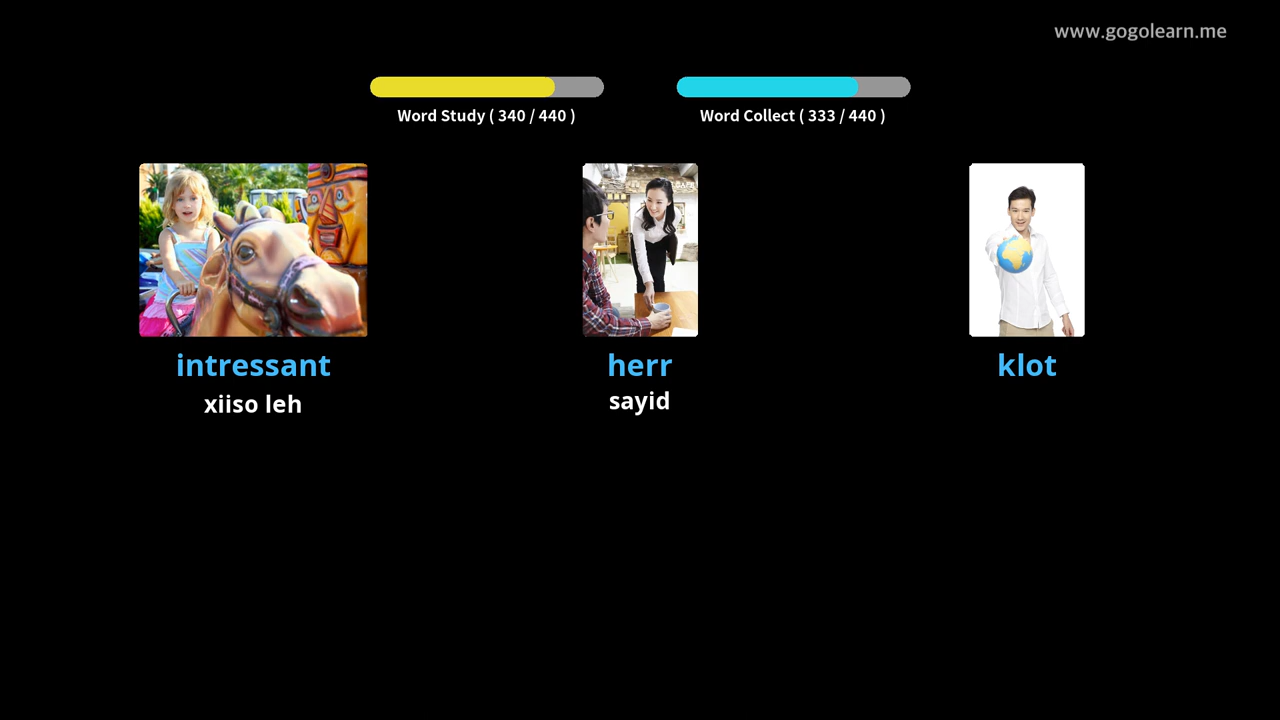 www.gogolearn.me
Word Study ( 340 / 440 )
Word Collect ( 333 / 440 )
intressant
herr
klot
xiiso leh
sayid